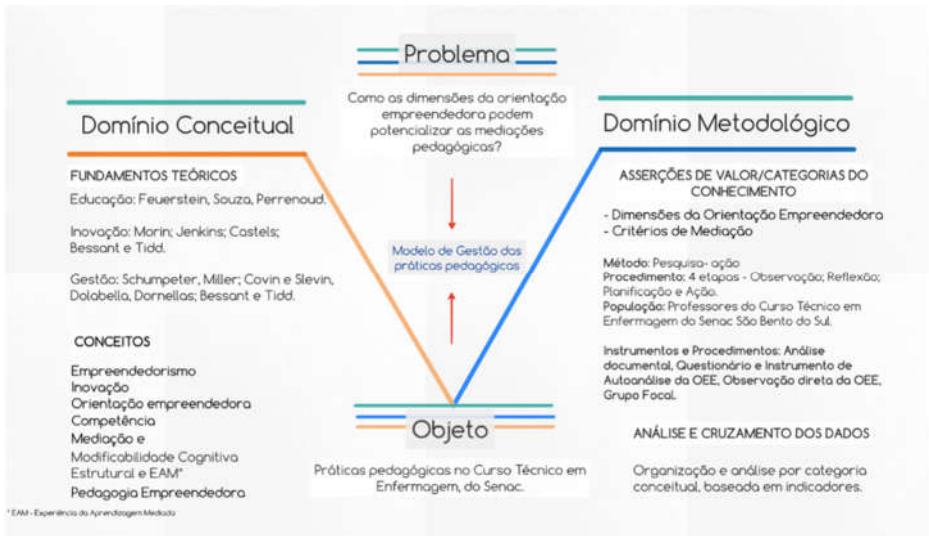 Problema
Como as dimensões da orientação
empreendedora podem
potencializar as mediações
pedagógicas?
Domínio Conceitual
FUNDAMENTOS TEÓRICOS
Educação: Feuerstein, Souza, Perrenoud.
Inovação: Morin; Jenkins; Castels;
Bessant e Tidd.
Gestão: Schumpeter, Miller; Covin e Slevin,
Dolabella, Dornellas; Bessant e Tidd.
CONCEITOS
Empreendedorismo
Inovação
Orientação empreendedora
Competência
Mediação e
Modificabilidade Cognitiva
Estrutural e EAM*
Pedagogia Empreendedora
* EAM - Experiência da Aprendizagem Mediada
Modelo de Gestão das
práticas pedagógicas
Objeto
Práticas pedagógicas no Curso Técnico em
Enfermagem, do Senac.
Domínio Metodológico
ASSERÇÕES DE VALOR/CATEGORIAS DO
CONHECIMENTO
- Dimensões da Orientação Empreendedora
- Critérios de Mediação
Método: Pesquisa- ação
Procedimento: 4 etapas - Observação; Reflexão;
Planificação e Ação.
População: Professores do Curso Técnico em
Enfermagem do Senac São Bento do Sul.
Instrumentos e Procedimentos: Análise
documental, Questionário e Instrumento de
Autoanálise da OEE, Observação direta da OEE,
Grupo Focal.
ANÁLISE E CRUZAMENTO DOS DADOS
Organização e análise por categoria
conceitual, baseada em indicadores.